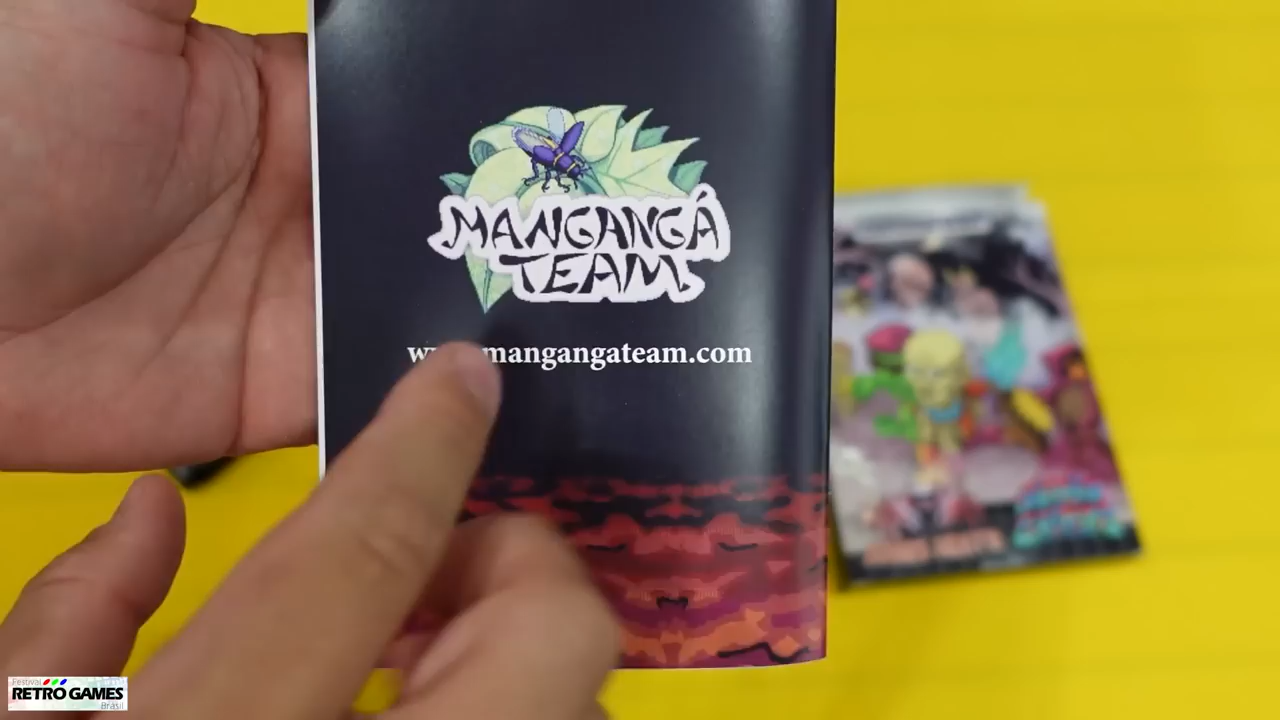 MANGANGÁ
TEAM
mangangateam.com
Festival
RETRO GAMES
Brasil